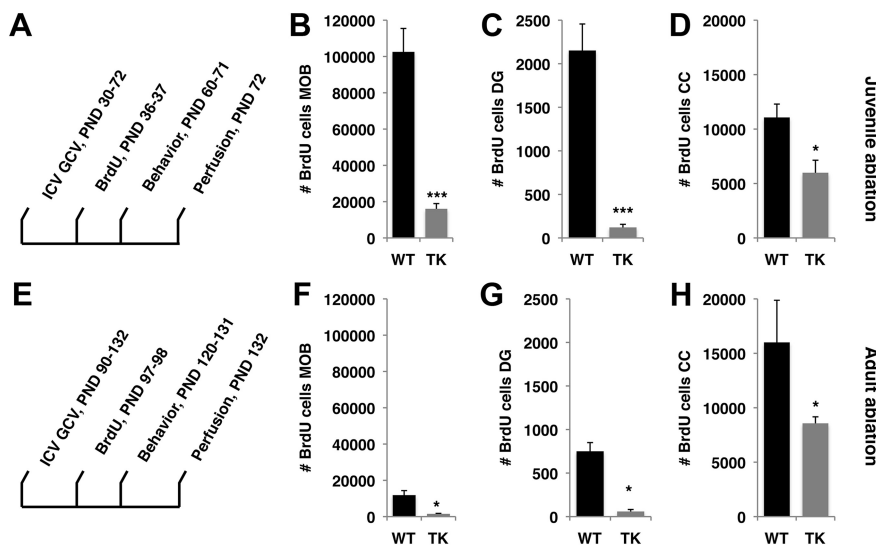 A
ICV GCV, PND 30-72
BrdU, PND 36-37
Behavior, PND 60-71
Perfusion, PND 72
B
# BrdU cells MOB
120000
100000
80000
60000
40000
20000
0
***
WT TK
C
# BrdU cells DG
2500
2000
1500
1000
500
0
***
WT TK
D
# BrdU cells CC
20000
15000
10000
5000
0
*
WT TK
Juvenile ablation
E
ICV GCV, PND 90-132
BrdU, PND 97-98
Behavior, PND 120-131
Perfusion, PND 132
F
# BrdU cells MOB
120000
100000
80000
60000
40000
20000
0
*
WT TK
G
# BrdU cells DG
2500
2000
1500
1000
500
0
*
WT TK
H
# BrdU cells CC
20000
15000
10000
5000
0
*
WT TK
Adult ablation